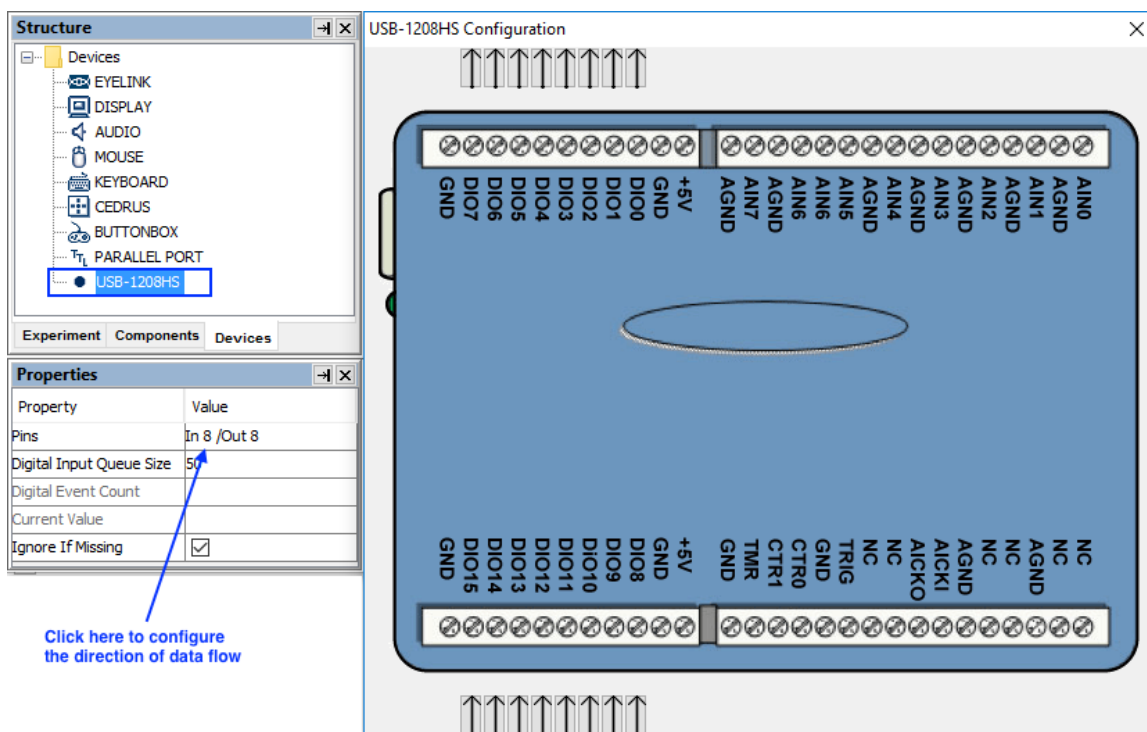 Structure
Devices
EYELINK
DISPLAY
AUDIO
MOUSE
KEYBOARD
CEDRUS
BUTTONBOX
TTL PARALLEL PORT
USB-1208HS
Experiment Components Devices
Properties
Property Value
Pins In 8 /Out 8
Digital Input Queue Size 50
Digital Event Count
Current Value
Ignore If Missing
Click here to configure
the direction of data flow
USB-1208HS Configuration
GND DIO7 DIO6 DIO5 DIO4 DIO3 DIO2 DIO1 DIO0 GND +5V AGND AIN7 AGND AIN6 AIN6 AIN5 AGND AIN4 AGND AIN3 AGND AIN2 AGND AIN1 AGND AIN0
GND DIO15 DIO14 DIO13 DIO12 DIO11 DiO10 DIO9 DIO8 GND +5V GND TMR CTR1 CTR0 GND TRIG NC NC AICKO AICKI AGND NC NC AGND NC NC